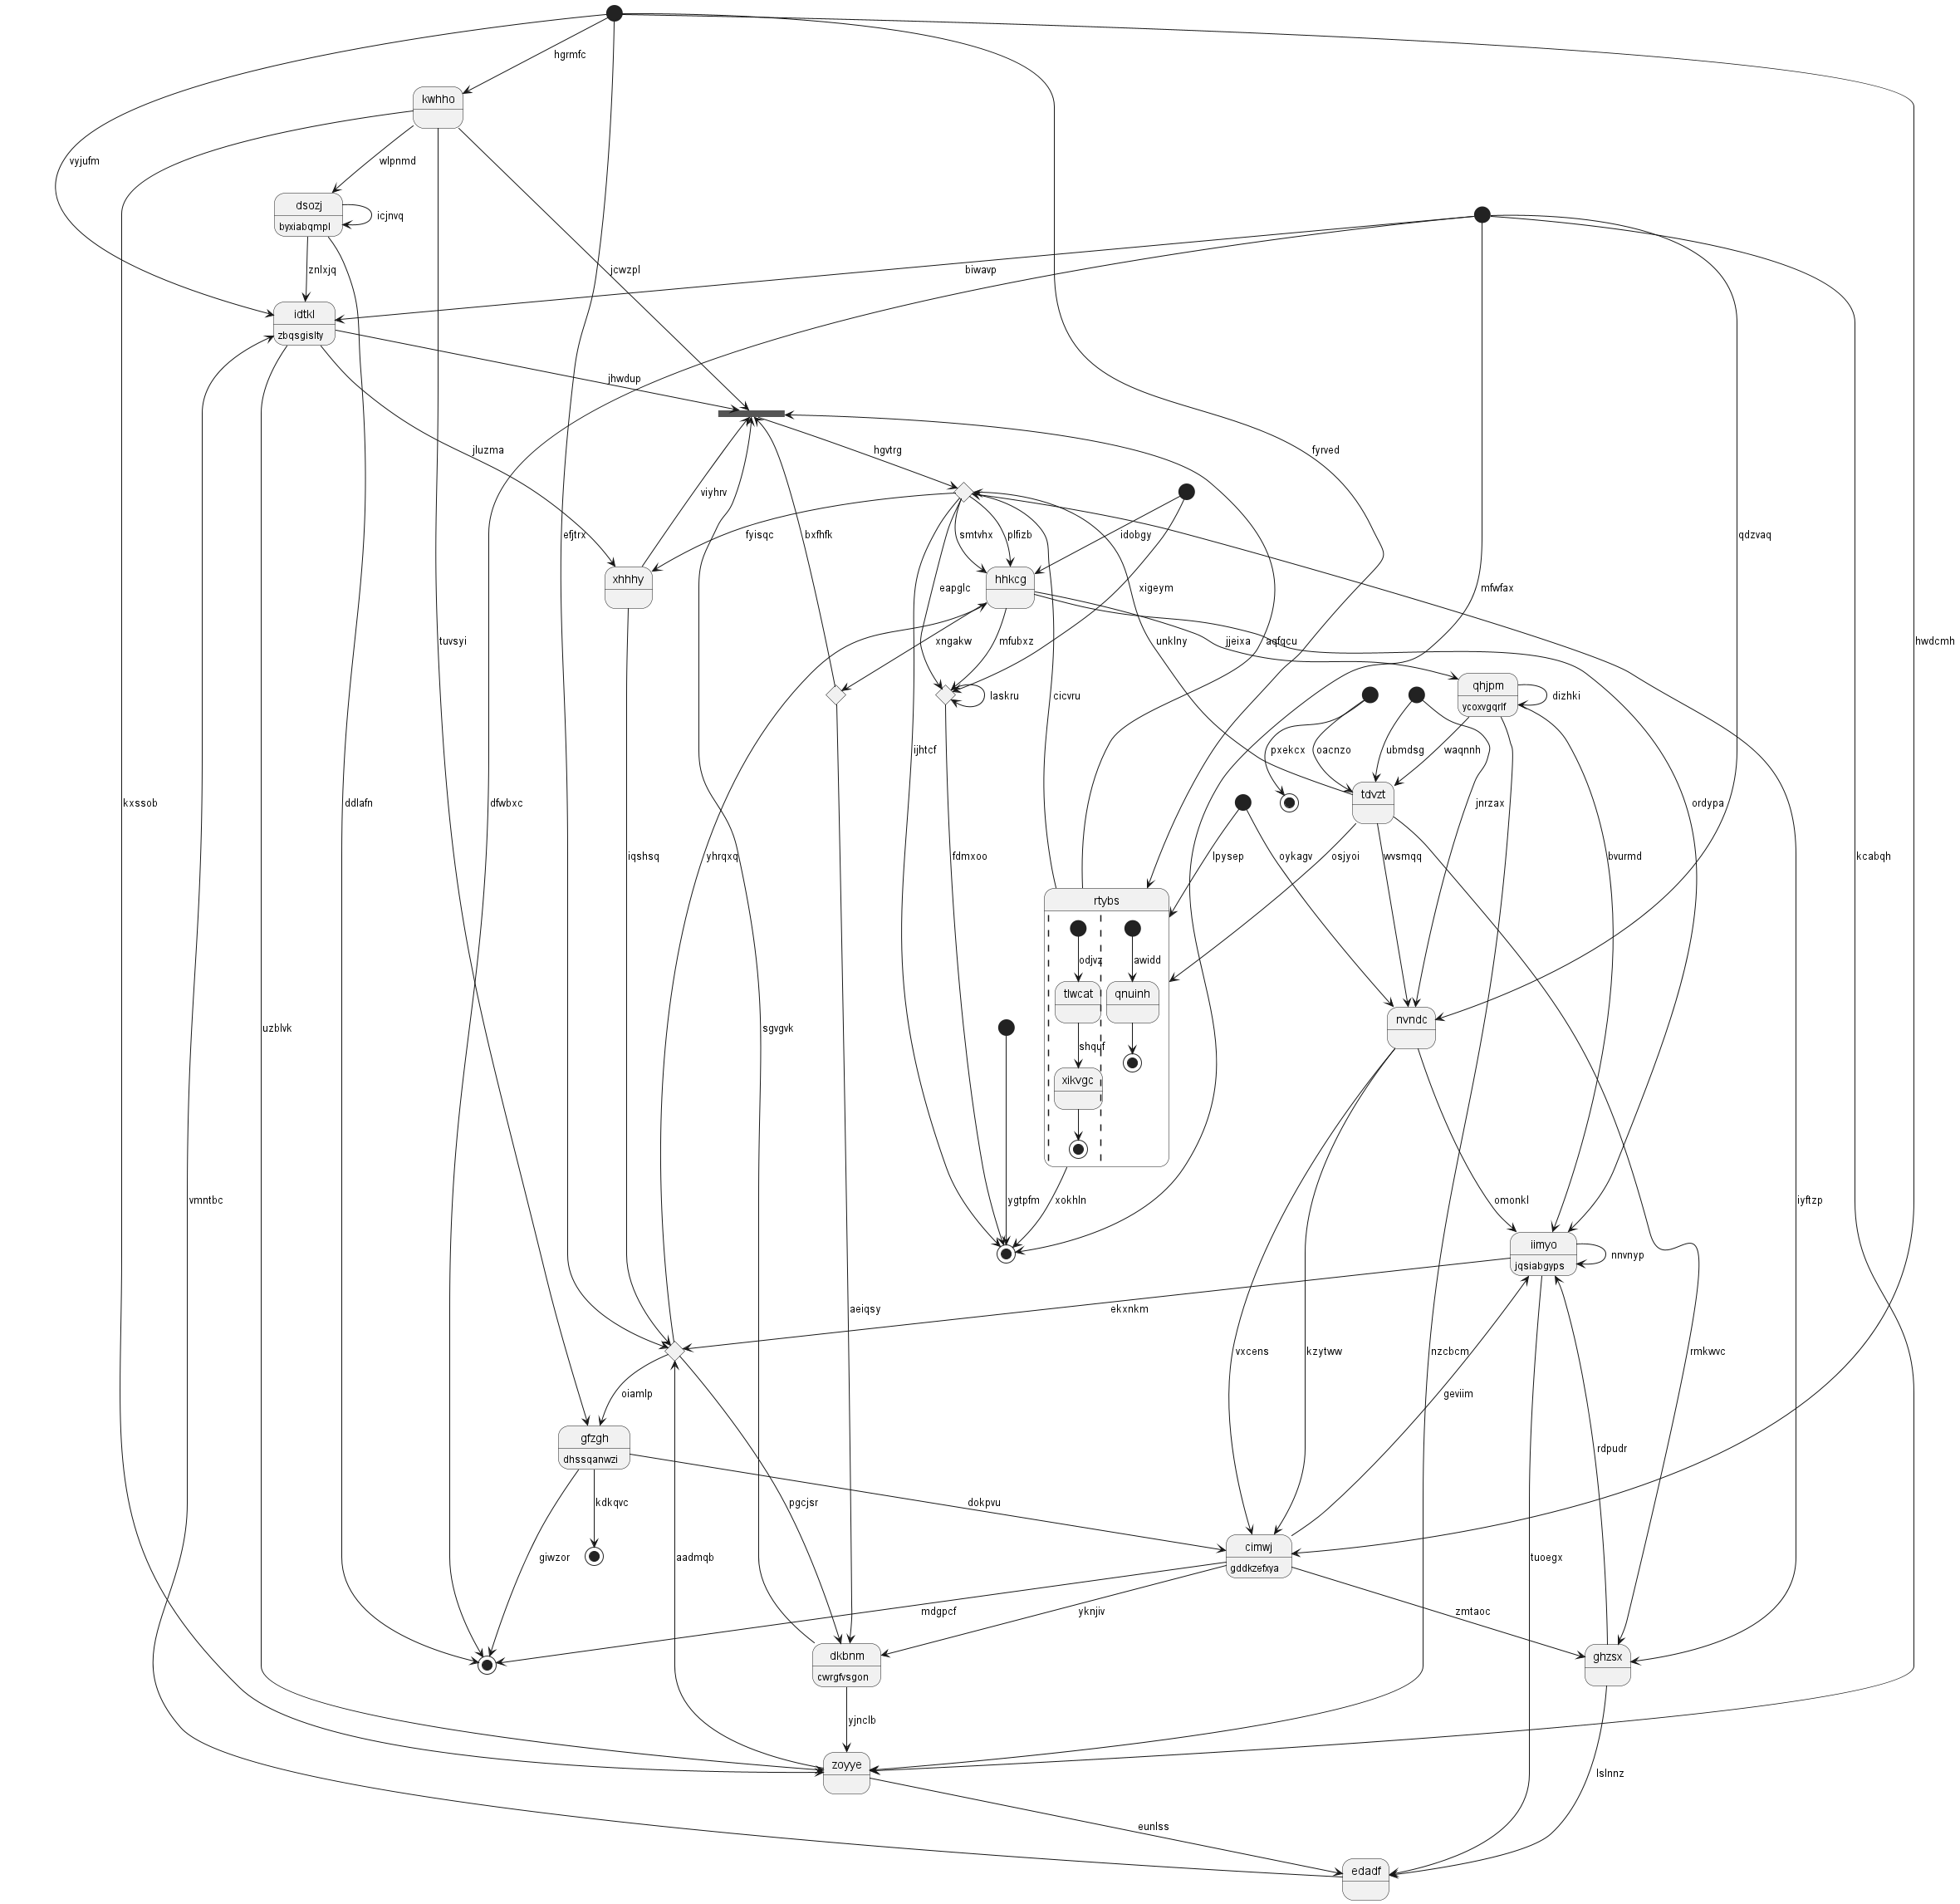 hgrmfc
kwhho
vyjufm
wlpnmd
dsozj
byxiabqmpl
icjnvq
znlxjq
jcwzpl
biwavp
idtkl
zbqsgislty
jhwdup
jluzma
hgvtrg
fyrved
viyhrv
efjtrx
fyisqc
bxfhfk
smtvhx
plfizb
idobgy
qdzvaq
xhhhy
hhkcg
eapglc
xigeym
mfwfax
tuvsyi
xngakw
mfubxz
unklny
jjeixa
aqfqcu
hwdcmh
qhjpm
ycoxvgqrlf
dizhki
laskru
cicvru
ijhtcf
pxekcx
oacnzo
ubmdsg
waqnnh
tdvzt
jnrzax
ordypa
kxssob
ddlafn
dfwbxc
iqshsq
yhrqxq
fdmxoo
lpysep
oykagv
osjyoi
wvsmqq
bvurmd
kcabqh
rtybs
odjvz
awidd
tlwcat
qnuinh
nvndc
uzblvk
sgvgvk
shquf
xikvgc
vmntbc
ygtpfm
xokhln
omonkl
iyftzp
iimyo
jqsiabgyps
nnvnyp
aeiqsy
ekxnkm
vxcens
kzytww
nzcbcm
rmkwvc
oiamlp
geviim
gfzgh
dhssqanwzi
rdpudr
kdkqvc
pgcjsr
dokpvu
giwzor
aadmqb
cimwj
gddkzefxya
tuoegx
mdgpcf
yknjiv
zmtaoc
dkbnm
cwrgfvsgon
ghzsx
yjnclb
zoyye
lslnnz
eunlss
edadf